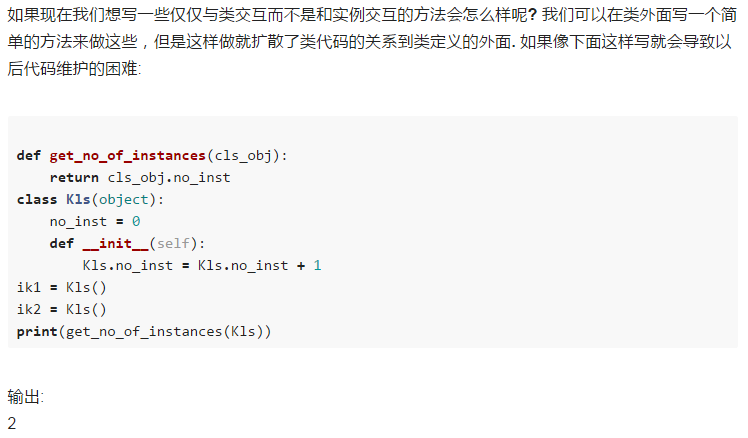 如果现在我们想写一些仅仅与类交互而不是和实例交互的方法会怎么样呢? 我们可以在类外面写一个简
单的方法来做这些，但是这样做就扩散了类代码的关系到类定义的外面. 如果像下面这样写就会导致以
后代码维护的困难:
def get_no_of_instances(cls_obj):
    return cls_obj.no_inst
class Kls(object):
    no_inst = 0
    def __init__(self):
        Kls.no_inst = Kls.no_inst + 1
ik1 = Kls()
ik2 = Kls()
print(get_no_of_instances(Kls))
输出:
2